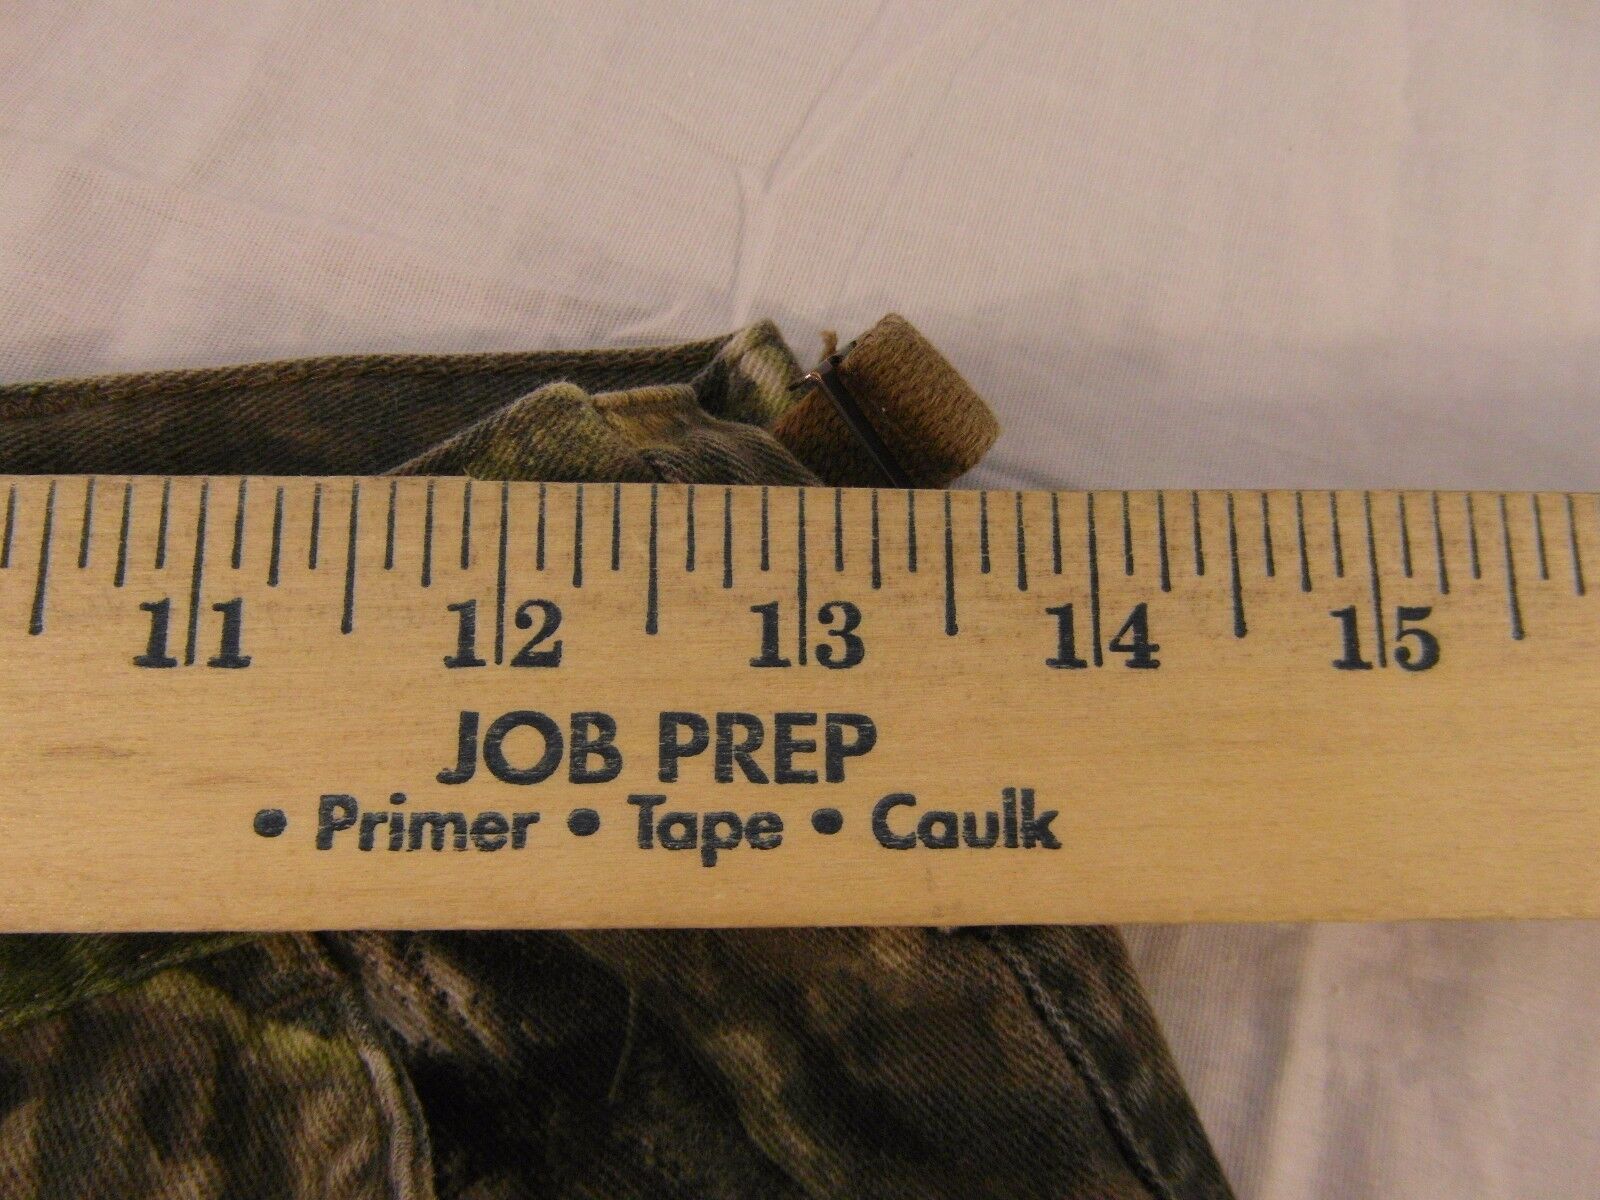 11 12 13 14 15
JOB PREP
• Primer • Tape • Caulk